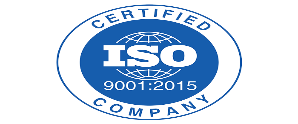 CERTIFIED
ISO
9001:2015
COMPANY